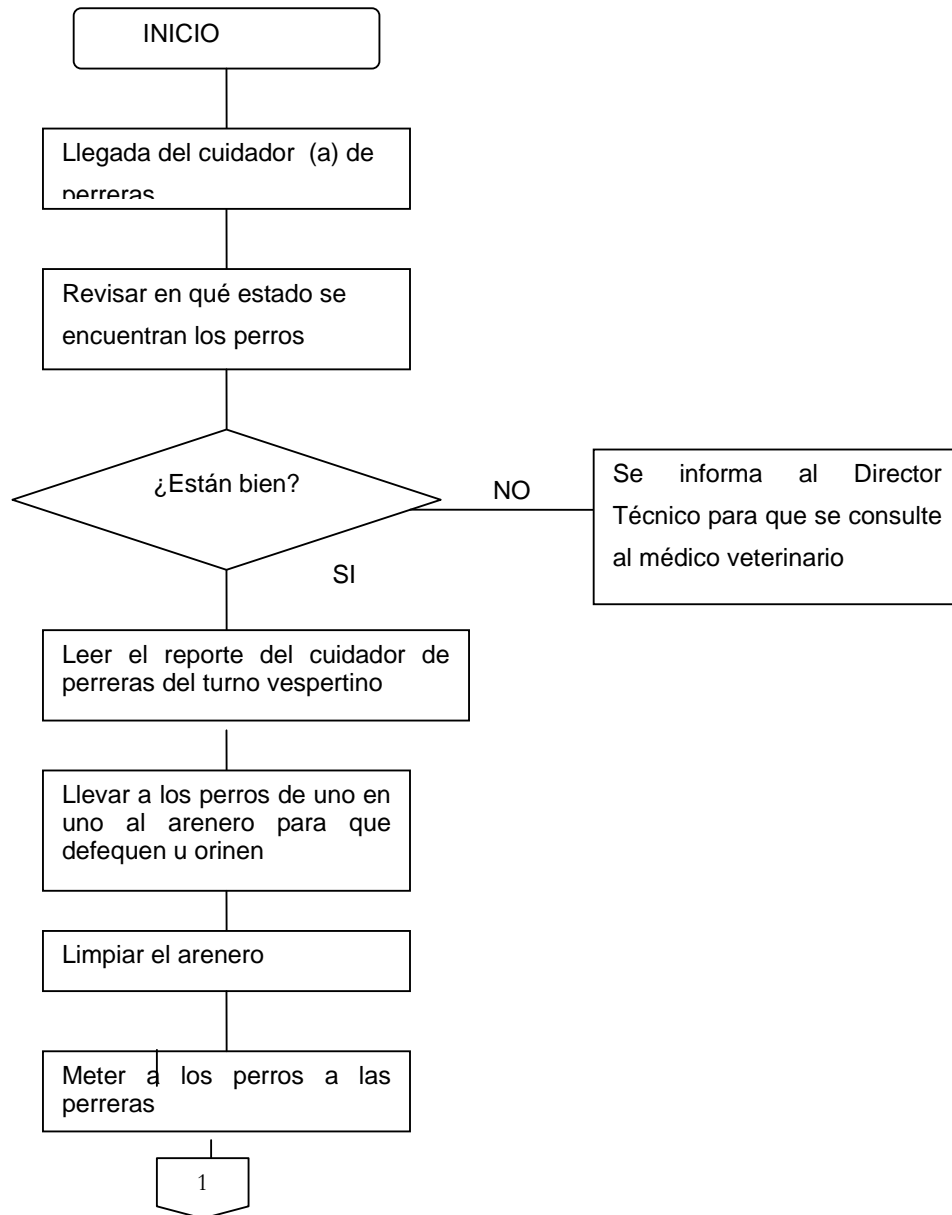 INICIO
Llegada del cuidador (a) de
perreras
Revisar en qué estado se
encuentran los perros
¿Están bien?
NO
Se informa al Director
Técnico para que se consulte
al médico veterinario
SI
Leer el reporte del cuidador de
perreras del turno vespertino
Llevar a los perros de uno en
uno al arenero para que
defequen u orinen
Limpiar el arenero
Meter a los perros a las
perreras
1